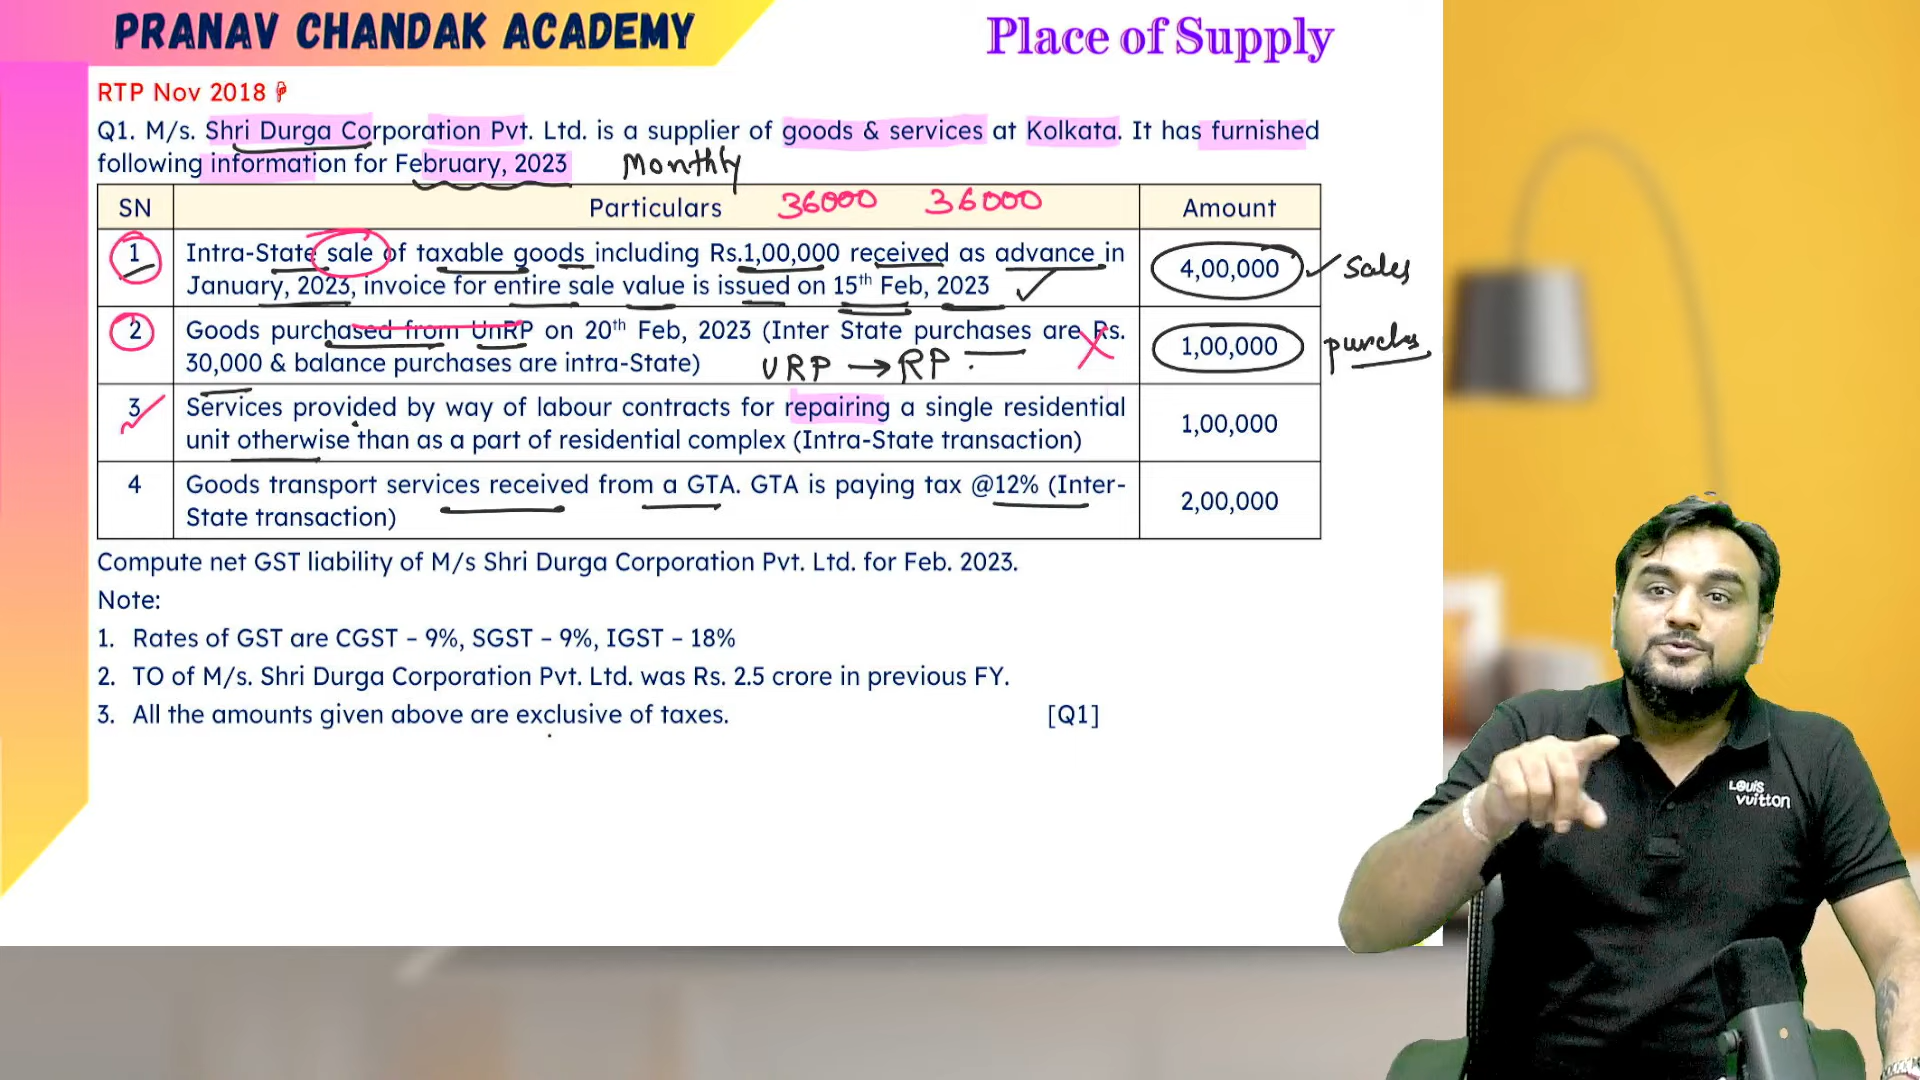 PRANAV CHANDAK ACADEMY
Place of Supply
RTP Nov 2018
Q1. M/s. Shri Durga Corporation Pvt. Ltd. is a supplier of goods & services at Kolkata. It has furnished
following information for February, 2023 Monthly
SN Particulars 36000 36000 Amount
1 Intra-State sale of taxable goods including Rs.1,00,000 received as advance in
January, 2023, invoice for entire sale value is issued on 15th Feb, 2023 4,00,000 sales
2 Goods purchased from UnRP on 20th Feb, 2023 (Inter State purchases are Rs.
30,000 & balance purchases are intra-State) URP → RP 1,00,000
3 Services provided by way of labour contracts for repairing a single residential
unit otherwise than as a part of residential complex (Intra-State transaction) 1,00,000
4 Goods transport services received from a GTA. GTA is paying tax @12% (Inter-
State transaction) 2,00,000
Compute net GST liability of M/s Shri Durga Corporation Pvt. Ltd. for Feb. 2023.
Note:
1. Rates of GST are CGST – 9%, SGST – 9%, IGST – 18%
2. TO of M/s. Shri Durga Corporation Pvt. Ltd. was Rs. 2.5 crore in previous FY.
3. All the amounts given above are exclusive of taxes. [Q1]
Louis
vuitton